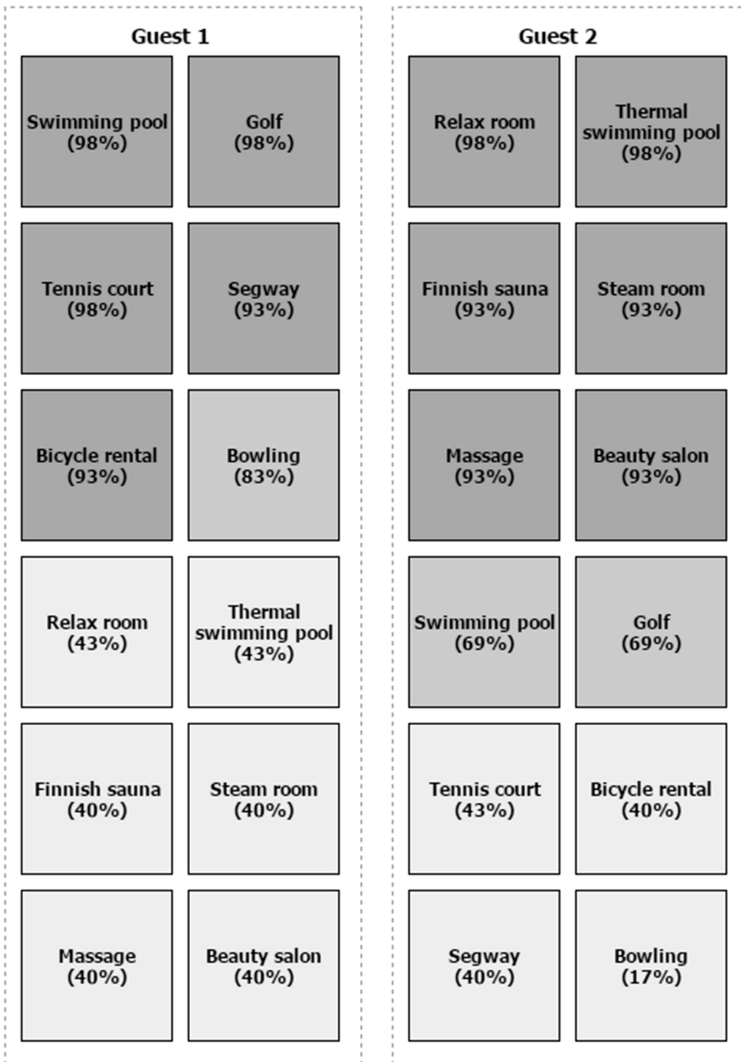 Guest 1
Swimming pool
(98%)
Golf
(98%)
Tennis court
(98%)
Segway
(93%)
Bicycle rental
(93%)
Bowling
(83%)
Relax room
(43%)
Thermal
swimming pool
(43%)
Finnish sauna
(40%)
Steam room
(40%)
Massage
(40%)
Beauty salon
(40%)
Guest 2
Relax room
(98%)
Thermal
swimming pool
(98%)
Finnish sauna
(93%)
Steam room
(93%)
Massage
(93%)
Beauty salon
(93%)
Swimming pool
(69%)
Golf
(69%)
Tennis court
(43%)
Bicycle rental
(40%)
Segway
(40%)
Bowling
(17%)